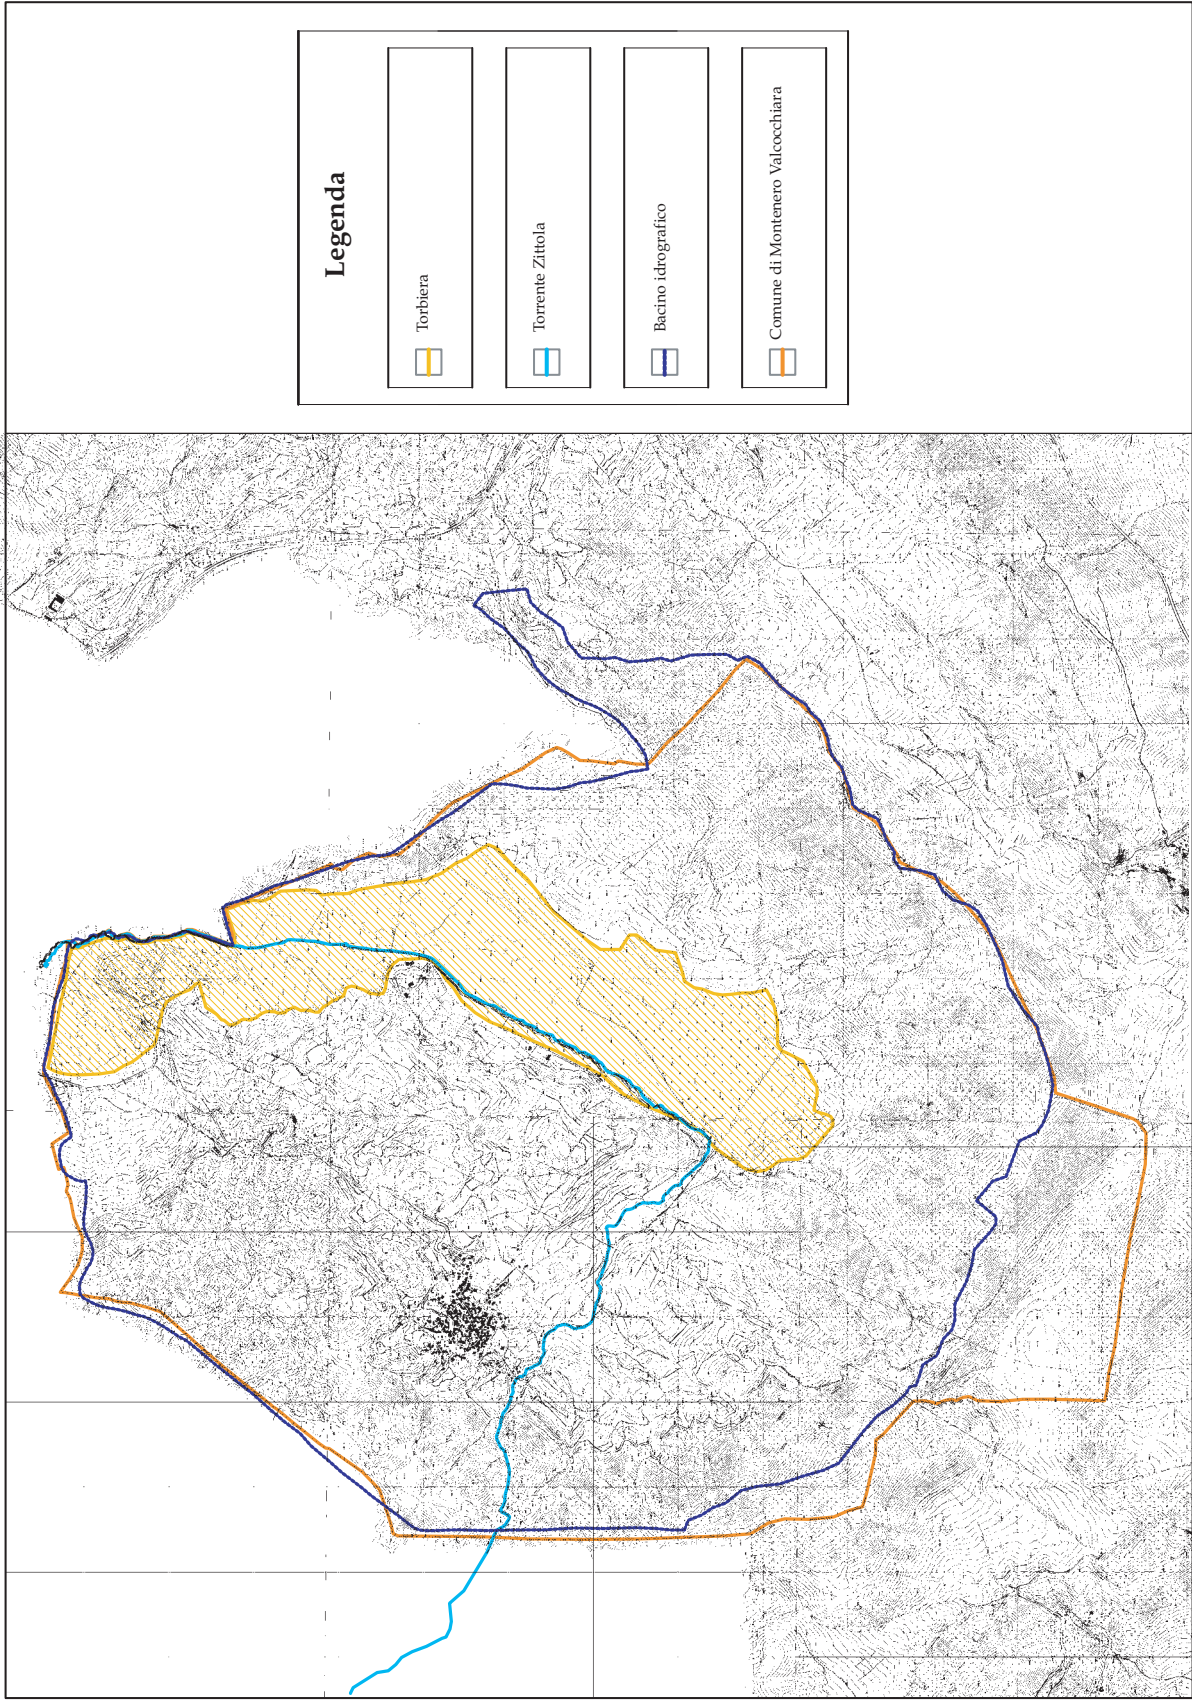 Legenda
Torbiera
Torrente Zittola
Bacino idrografico
Comune di Montenero Valcocchiara